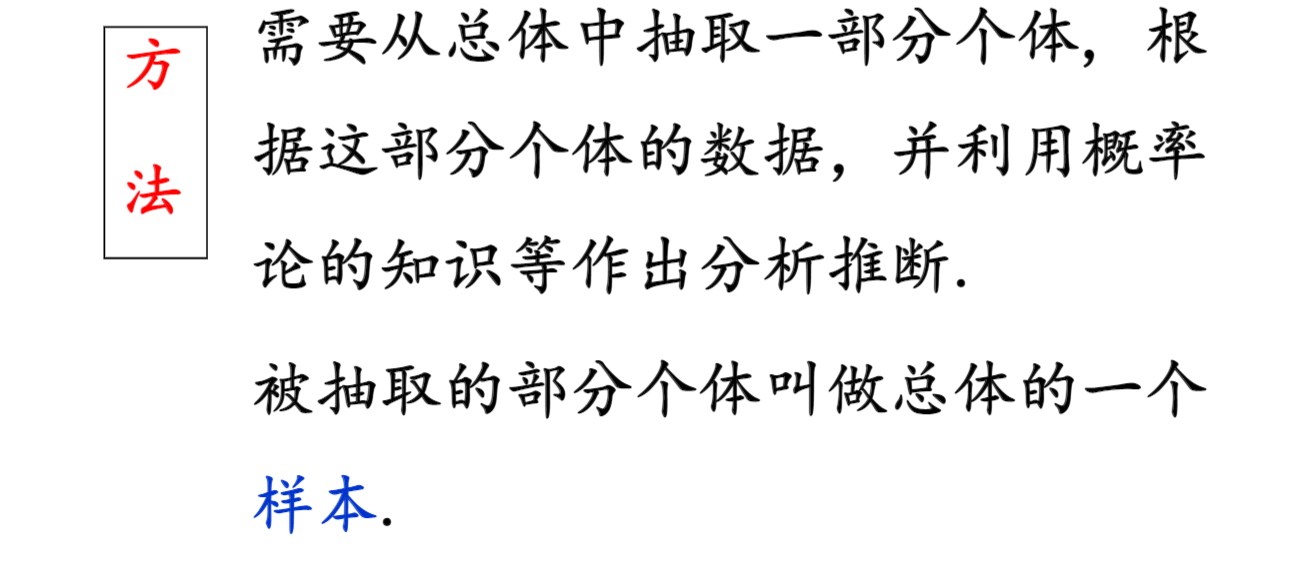 方
法
需要从总体中抽取一部分个体，根
据这部分个体的数据，并利用概率
论的知识等作出分析推断.
被抽取的部分个体叫做总体的一个
样本.